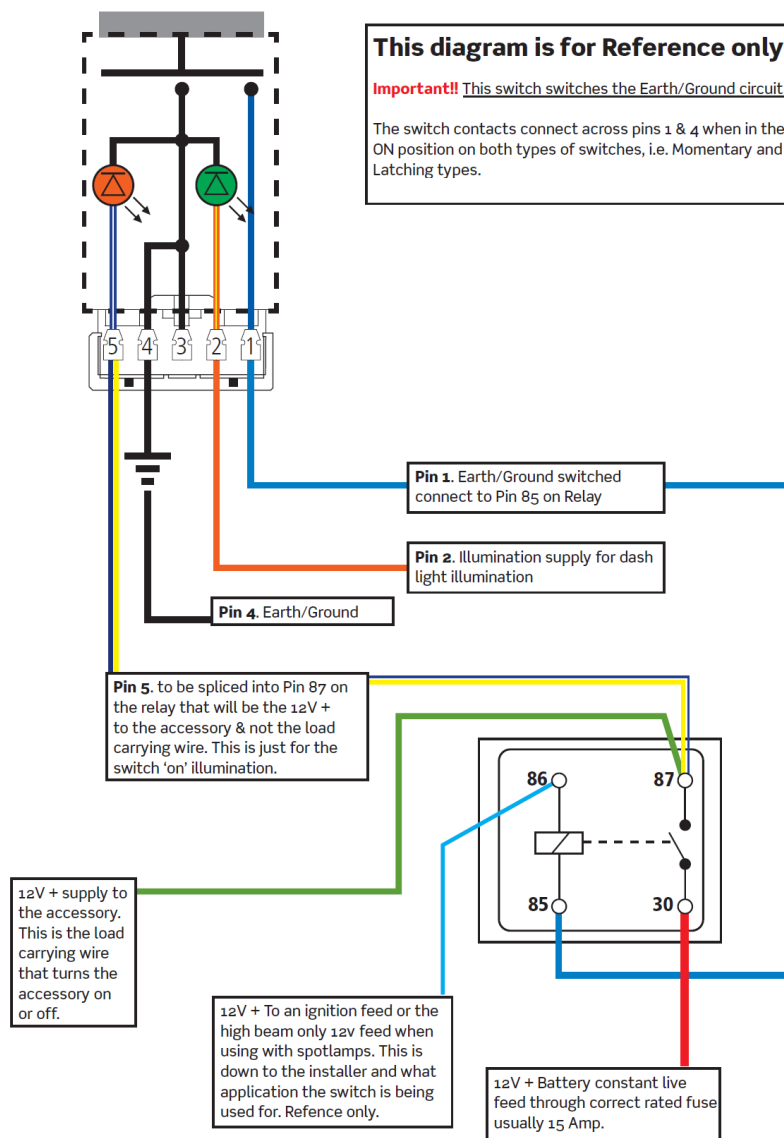 This diagram is for Reference only
Important!! This switch switches the Earth/Ground circuit
The switch contacts connect across pins 1 & 4 when in the
ON position on both types of switches, i.e. Momentary and
Latching types.
5 4 3 2 1
Pin 1. Earth/Ground switched
connect to Pin 85 on Relay
Pin 2. Illumination supply for dash
light illumination
Pin 4. Earth/Ground
Pin 5. to be spliced into Pin 87 on
the relay that will be the 12V +
to the accessory & not the load
carrying wire. This is just for the
switch ‘on’ illumination.
86 87
85 30
12V + supply to
the accessory.
This is the load
carrying wire
that turns the
accessory on
or off.
12V + To an ignition feed or the
high beam only 12v feed when
using with spotlamps. This is
down to the installer and what
application the switch is being
used for. Refence only.
12V + Battery constant live
feed through correct rated fuse
usually 15 Amp.